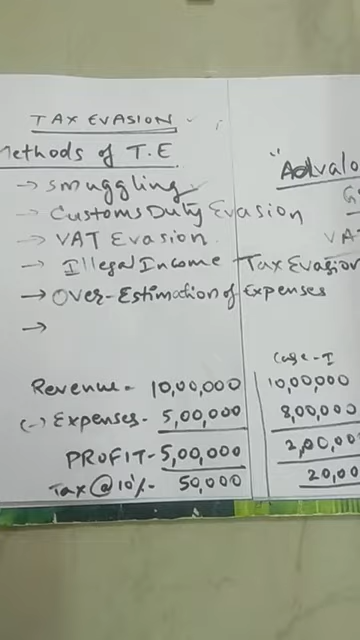 TAX EVASION
Methods of T.E
→ Smuggling
→ Customs Duty Evasion
→ VAT Evasion
→ Illegal Income Tax Evasion
→ Over-Estimation of Expenses
→
Revenue - 10,00,000
(-) Expenses - 5,00,000
PROFIT - 5,00,000
Tax @ 10% - 50,000
"Advalo
VAT
Case - I
10,00,000
8,00,000
2,00,00
20,00